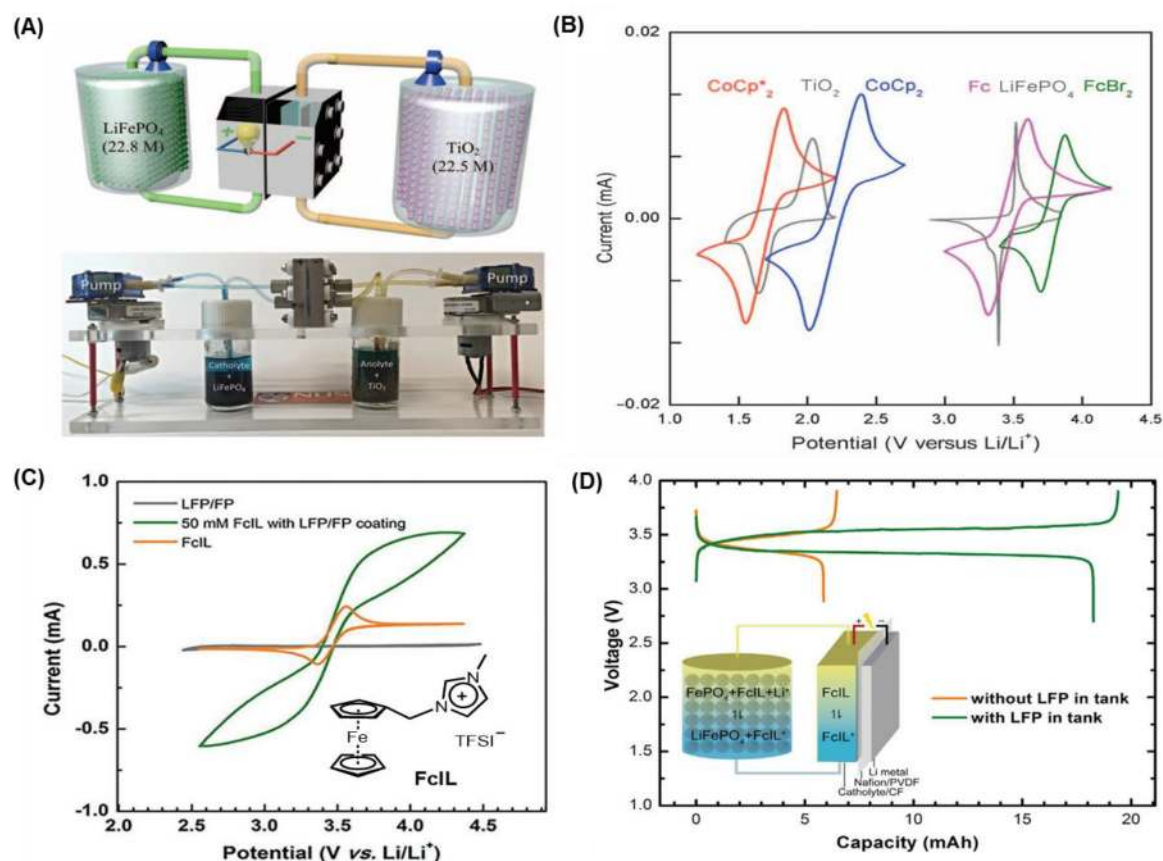 (A)
LiFePO₄
(22.8 M)
+
−
TiO₂
(22.5 M)
Pump
Pump
Catholyte
+
LiFePO₄
Anolyte
+
TiO₂
(B)
0.02
0.00
−0.02
Current (mA)
CoCp*₂ TiO₂ CoCp₂ Fc LiFePO₄ FcBr₂
1.0 1.5 2.0 2.5 3.0 3.5 4.0 4.5
Potential (V versus Li/Li⁺)
(C)
1.0
0.5
0.0
-0.5
-1.0
Current (mA)
LFP/FP
50 mM FcIL with LFP/FP coating
FcIL
Fe
N
N
+
TFSI⁻
FcIL
2.0 2.5 3.0 3.5 4.0 4.5
Potential (V vs. Li/Li⁺)
(D)
4.0
3.5
3.0
2.5
2.0
1.5
1.0
Voltage (V)
FePO₄+FcIL+Li⁺
⥮
LiFePO₄+FcIL⁺
+ −
FcIL
⥮
FcIL⁺
Li metal
Nafion/PVDF
Catholyte/CF
without LFP in tank
with LFP in tank
0 5 10 15 20
Capacity (mAh)